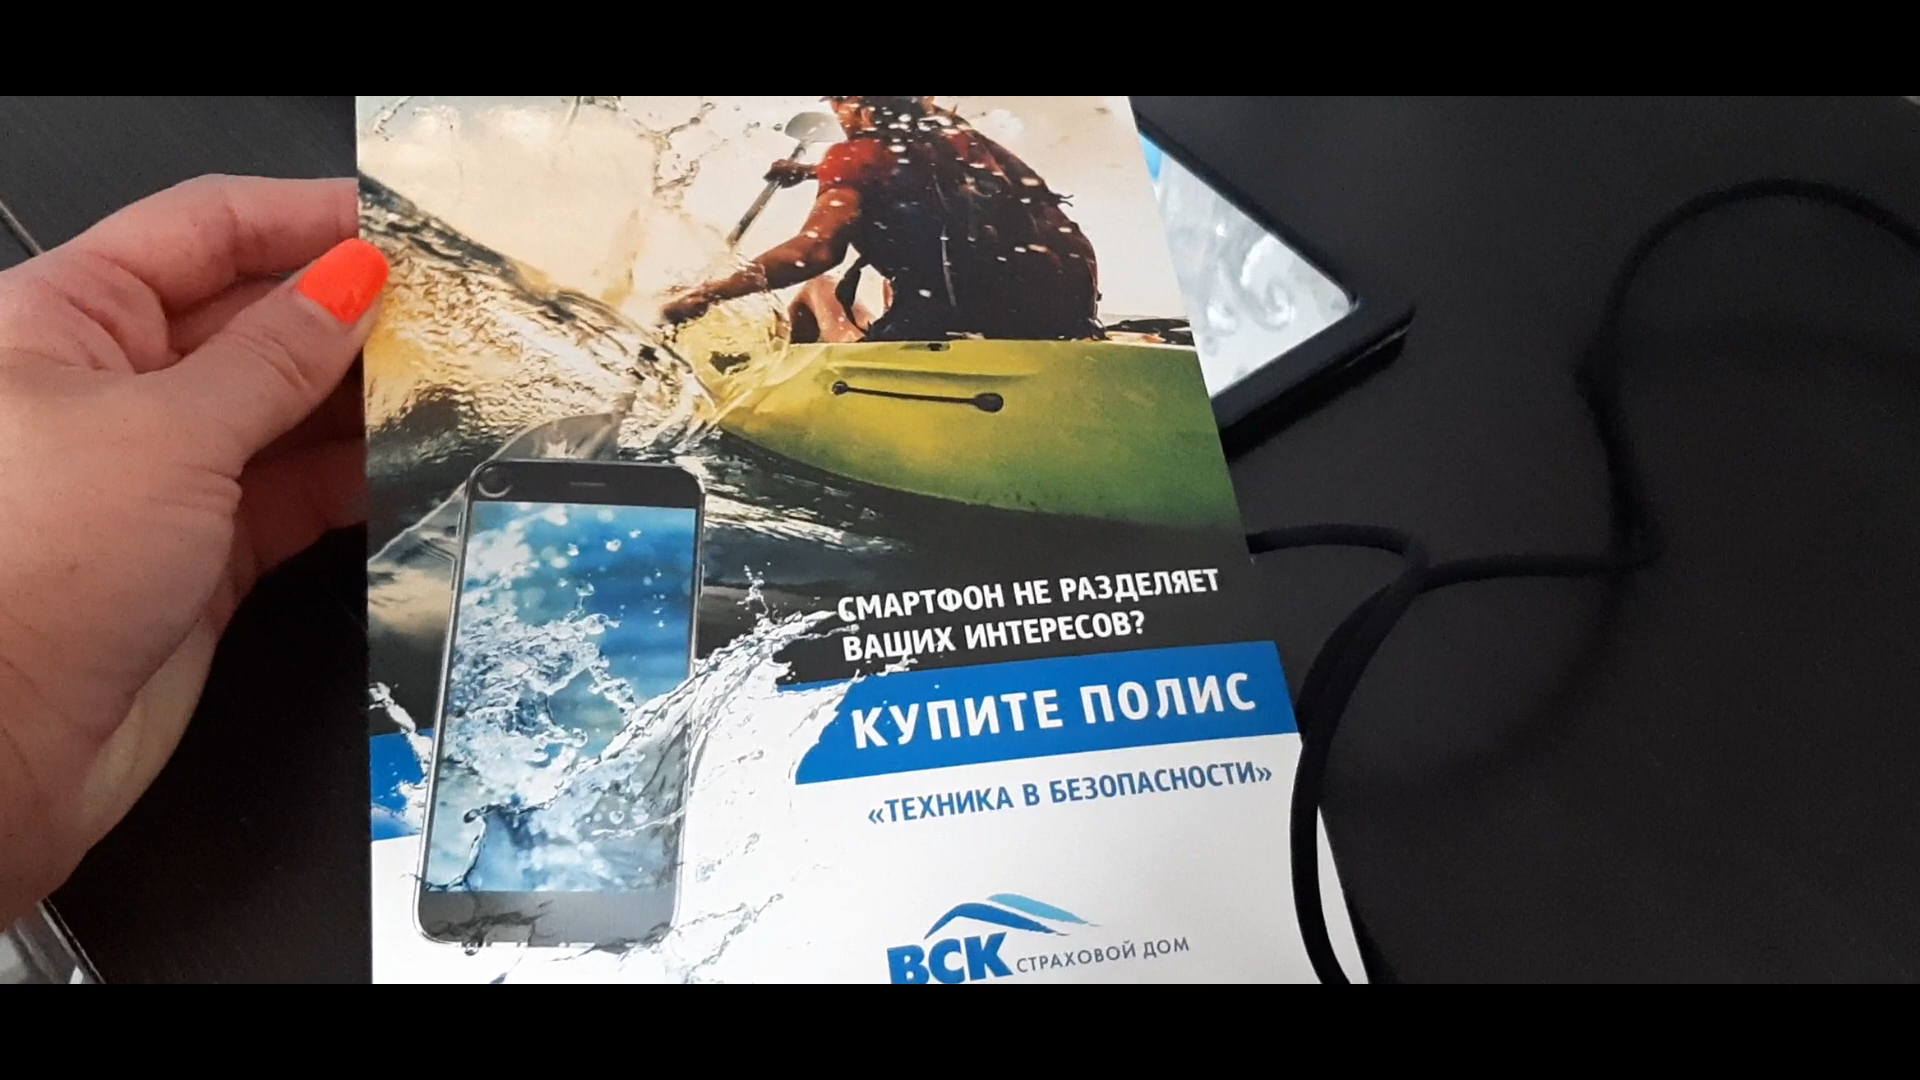 СМАРТФОН НЕ РАЗДЕЛЯЕТ
ВАШИХ ИНТЕРЕСОВ?
КУПИТЕ ПОЛИС
«ТЕХНИКА В БЕЗОПАСНОСТИ»
ВСК СТРАХОВОЙ ДОМ